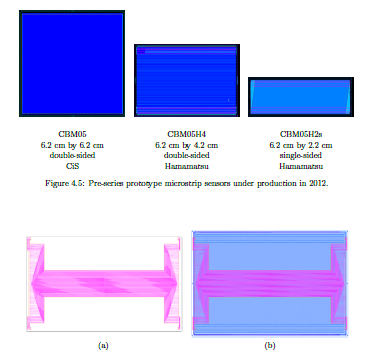 CBM05 CBM05H4 CBM05H2s
6.2 cm by 6.2 cm 6.2 cm by 4.2 cm 6.2 cm by 2.2 cm
double-sided double-sided single-sided
CiS Hamamatsu Hamamatsu
Figure 4.5: Pre-series prototype microstrip sensors under production in 2012.
(a) (b)